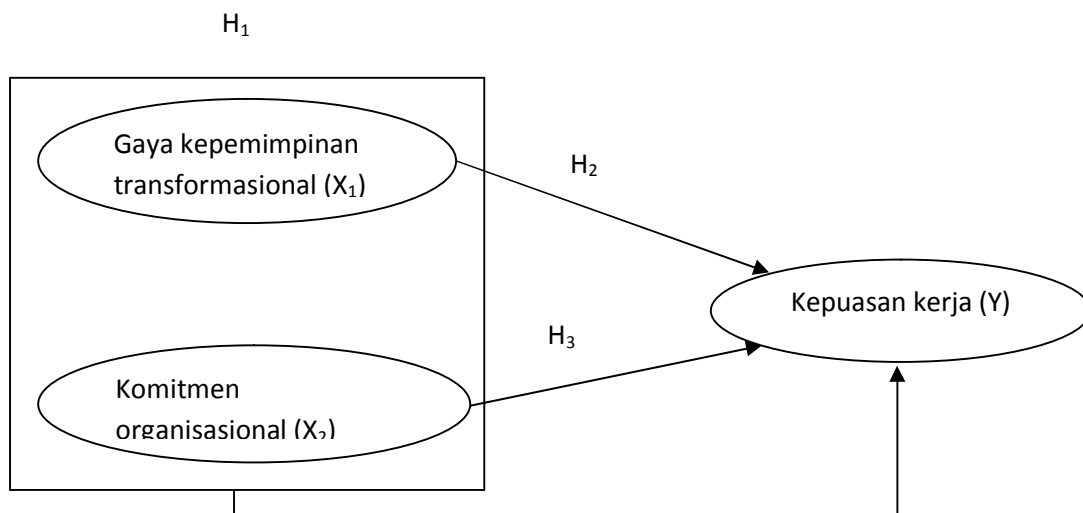 H₁
Gaya kepemimpinan
transformasional (X₁)
H₂
Kepuasan kerja (Y)
H₃
Komitmen
organisasional (X₂)